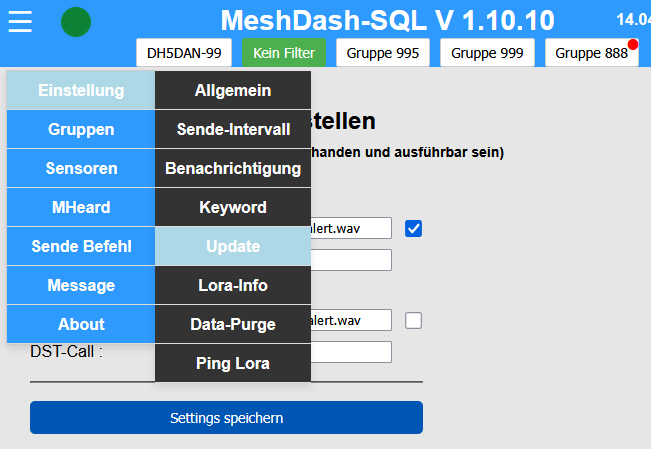 ☰ MeshDash-SQL V 1.10.10 14.04
DH5DAN-99 Kein Filter Gruppe 995 Gruppe 999 Gruppe 888
Einstellung
Gruppen
Sensoren
MHeard
Sende Befehl
Message
About
Allgemein
Sende-Intervall
Benachrichtigung
Keyword
Update
Lora-Info
Data-Purge
Ping Lora
stellen
handen und ausführbar sein)
alert.wav
alert.wav
DST-Call :
Settings speichern